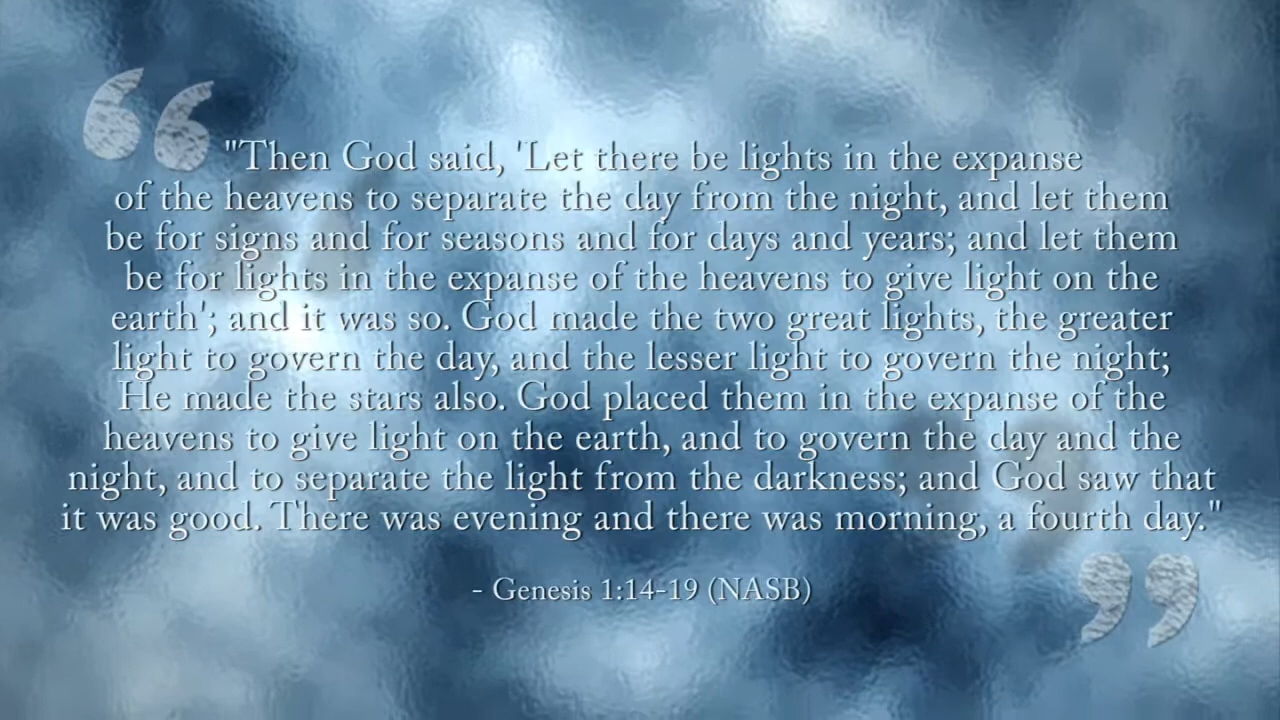 "Then God said, 'Let there be lights in the expanse
of the heavens to separate the day from the night, and let them
be for signs and for seasons and for days and years; and let them
be for lights in the expanse of the heavens to give light on the
earth'; and it was so. God made the two great lights, the greater
light to govern the day, and the lesser light to govern the night;
He made the stars also. God placed them in the expanse of the
heavens to give light on the earth, and to govern the day and the
night, and to separate the light from the darkness; and God saw that
it was good. There was evening and there was morning, a fourth day."
- Genesis 1:14-19 (NASB)